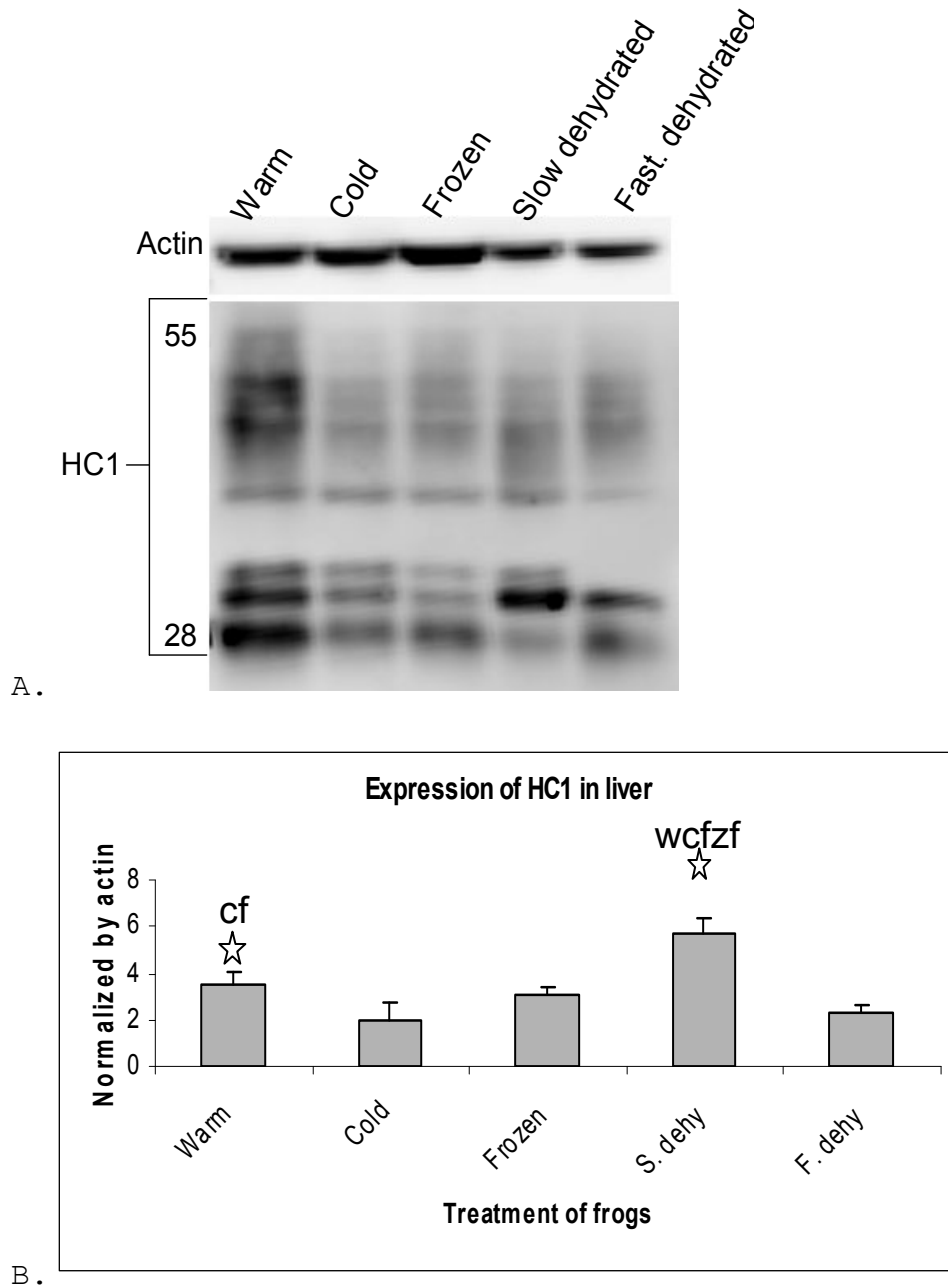 Warm
Cold
Frozen
Slow dehydrated
Fast. dehydrated
Actin
55
HC1
28
A.
Expression of HC1 in liver
Normalized by actin
8
6
4
2
0
cf
wcfzf
Warm
Cold
Frozen
S. dehy
F. dehy
Treatment of frogs
B.